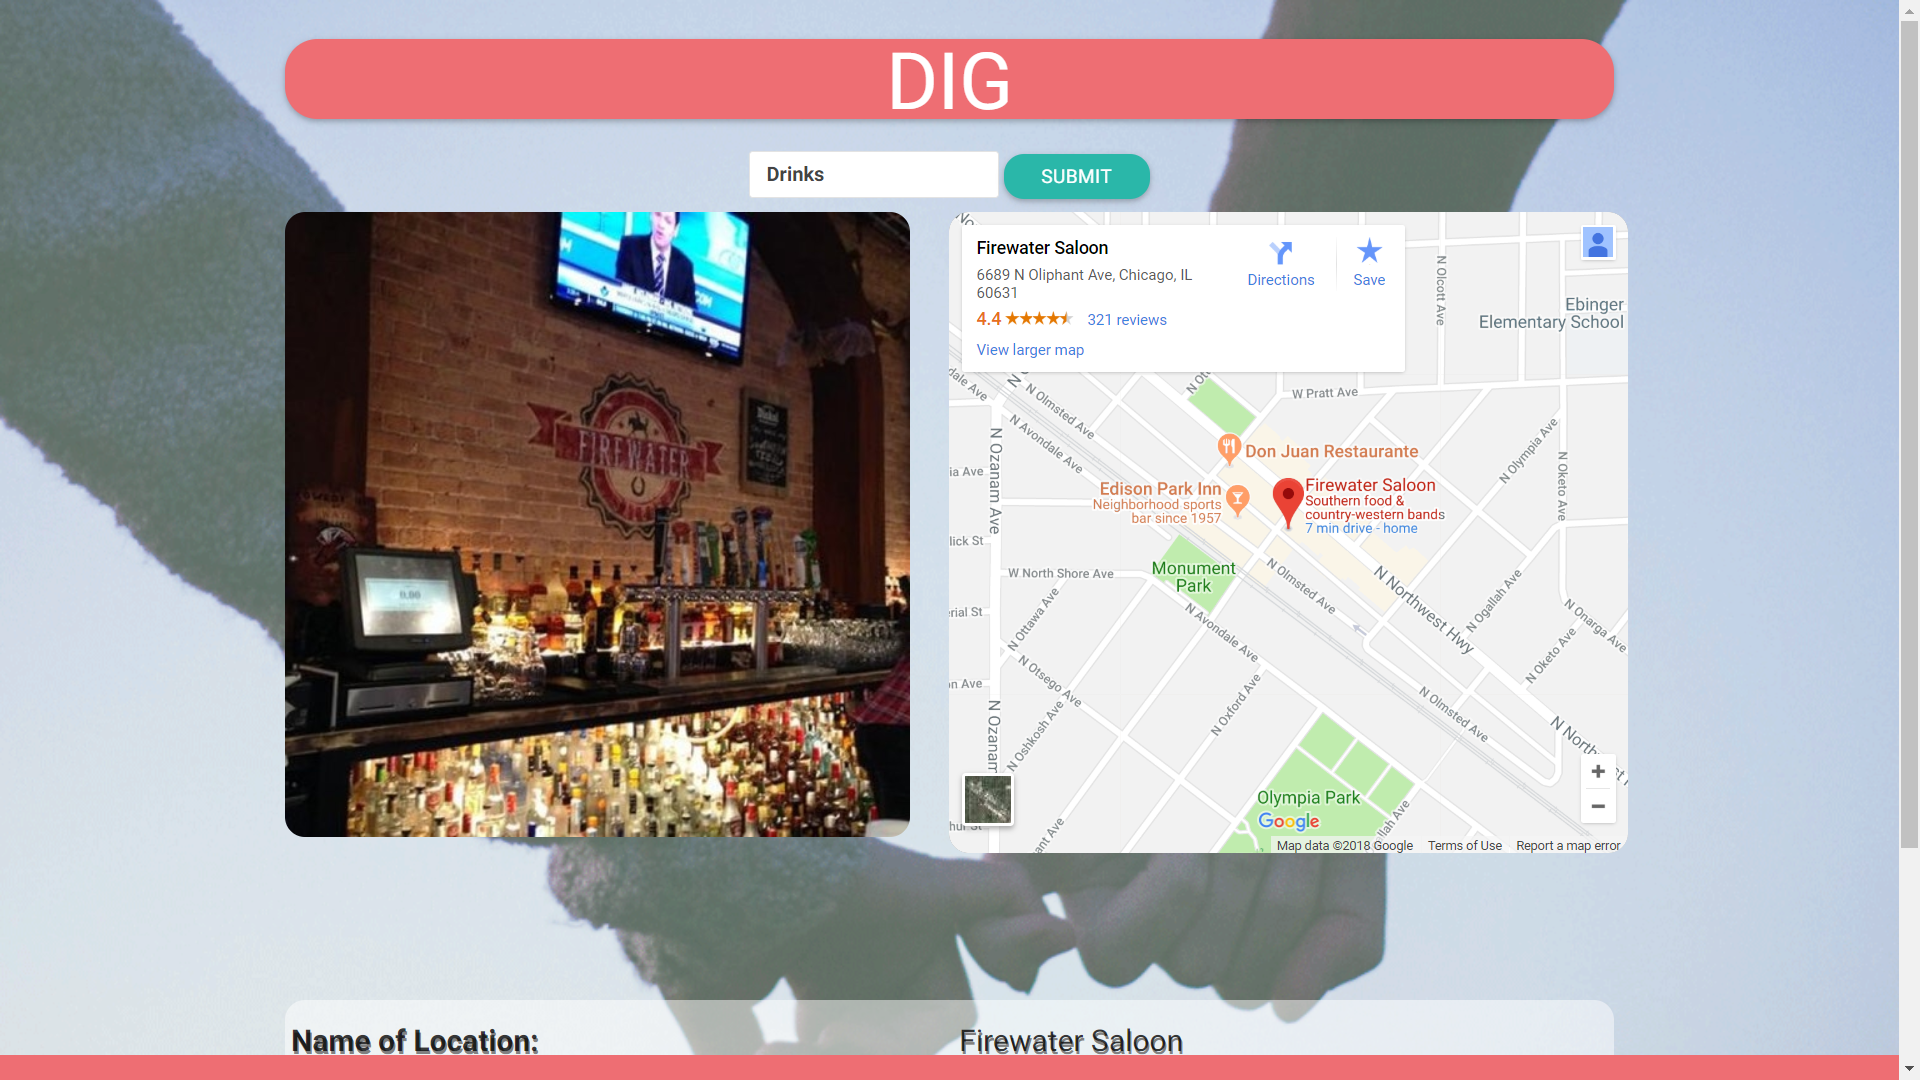 DIG
Drinks
SUBMIT
FIREWATER
Firewater Saloon
6689 N Oliphant Ave, Chicago, IL
60631
4.4
321 reviews
View larger map
Directions
Save
N Olcott Ave
Ebinger
Elementary School
W Pratt Ave
N Olmsted Ave
N Avondale Ave
N Ozanam Ave
Don Juan Restaurante
Edison Park Inn
Neighborhood sports
bar since 1957
Firewater Saloon
Southern food &
country-western bands
7 min drive - home
N Olympia Ave
N Oketo Ave
W North Shore Ave
Monument
Park
N Olmsted Ave
N Northwest Hwy
N Ogallah Ave
N Onarga Ave
N Ottawa Ave
N Avondale Ave
N Oketo Ave
N Otsego Ave
N Oxford Ave
N Olmsted Ave
N Oshkosh Ave
N Ozanam
Olympia Park
Google
Map data ©2018 Google
Terms of Use
Report a map error
Name of Location:
Firewater Saloon